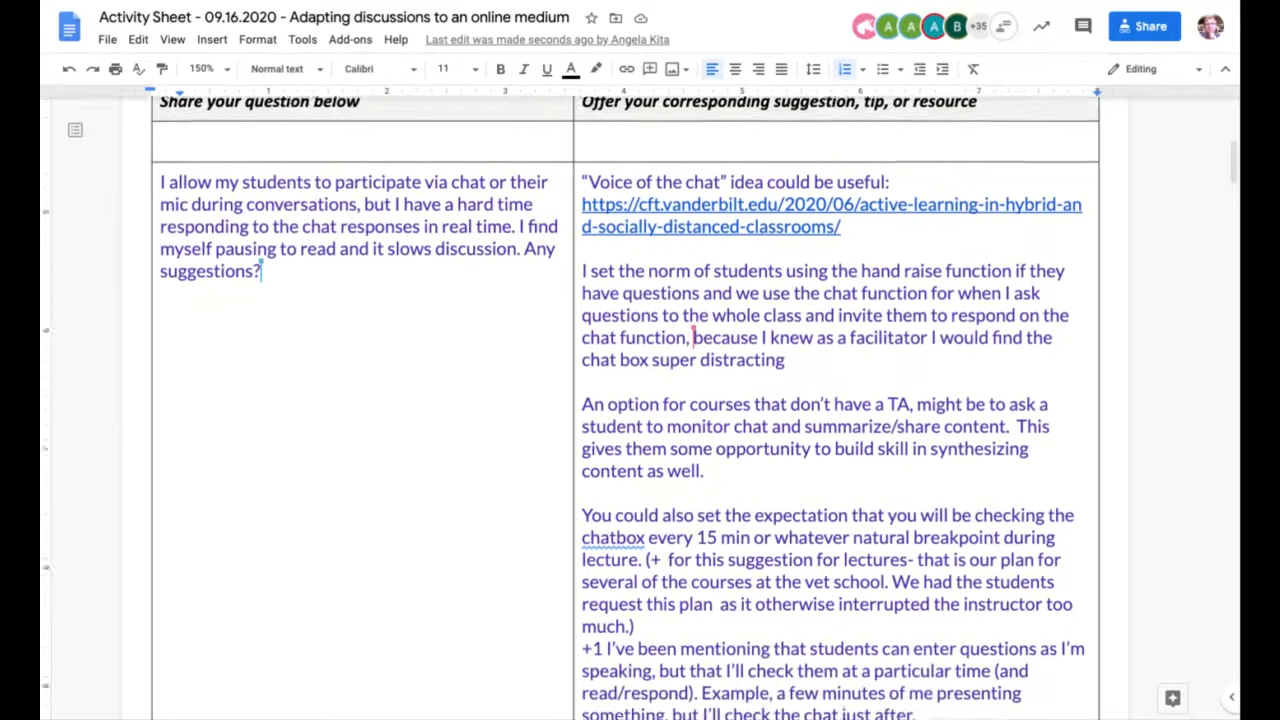 Activity Sheet - 09.16.2020 - Adapting discussions to an online medium
A A A B +35
Share
File Edit View Insert Format Tools Add-ons Help Last edit was made seconds ago by Angela Kita
150% Normal text Calibri 11 B I U A Editing
1 2 3 4 5 6 7
Share your question below
Offer your corresponding suggestion, tip, or resource
I allow my students to participate via chat or their
mic during conversations, but I have a hard time
responding to the chat responses in real time. I find
myself pausing to read and it slows discussion. Any
suggestions?
“Voice of the chat” idea could be useful:
https://cft.vanderbilt.edu/2020/06/active-learning-in-hybrid-an
d-socially-distanced-classrooms/
I set the norm of students using the hand raise function if they
have questions and we use the chat function for when I ask
questions to the whole class and invite them to respond on the
chat function, because I knew as a facilitator I would find the
chat box super distracting
An option for courses that don’t have a TA, might be to ask a
student to monitor chat and summarize/share content. This
gives them some opportunity to build skill in synthesizing
content as well.
You could also set the expectation that you will be checking the
chatbox every 15 min or whatever natural breakpoint during
lecture. (+ for this suggestion for lectures- that is our plan for
several of the courses at the vet school. We had the students
request this plan as it otherwise interrupted the instructor too
much.)
+1 I’ve been mentioning that students can enter questions as I’m
speaking, but that I’ll check them at a particular time (and
read/respond). Example, a few minutes of me presenting
something, but I’ll check the chat just after.